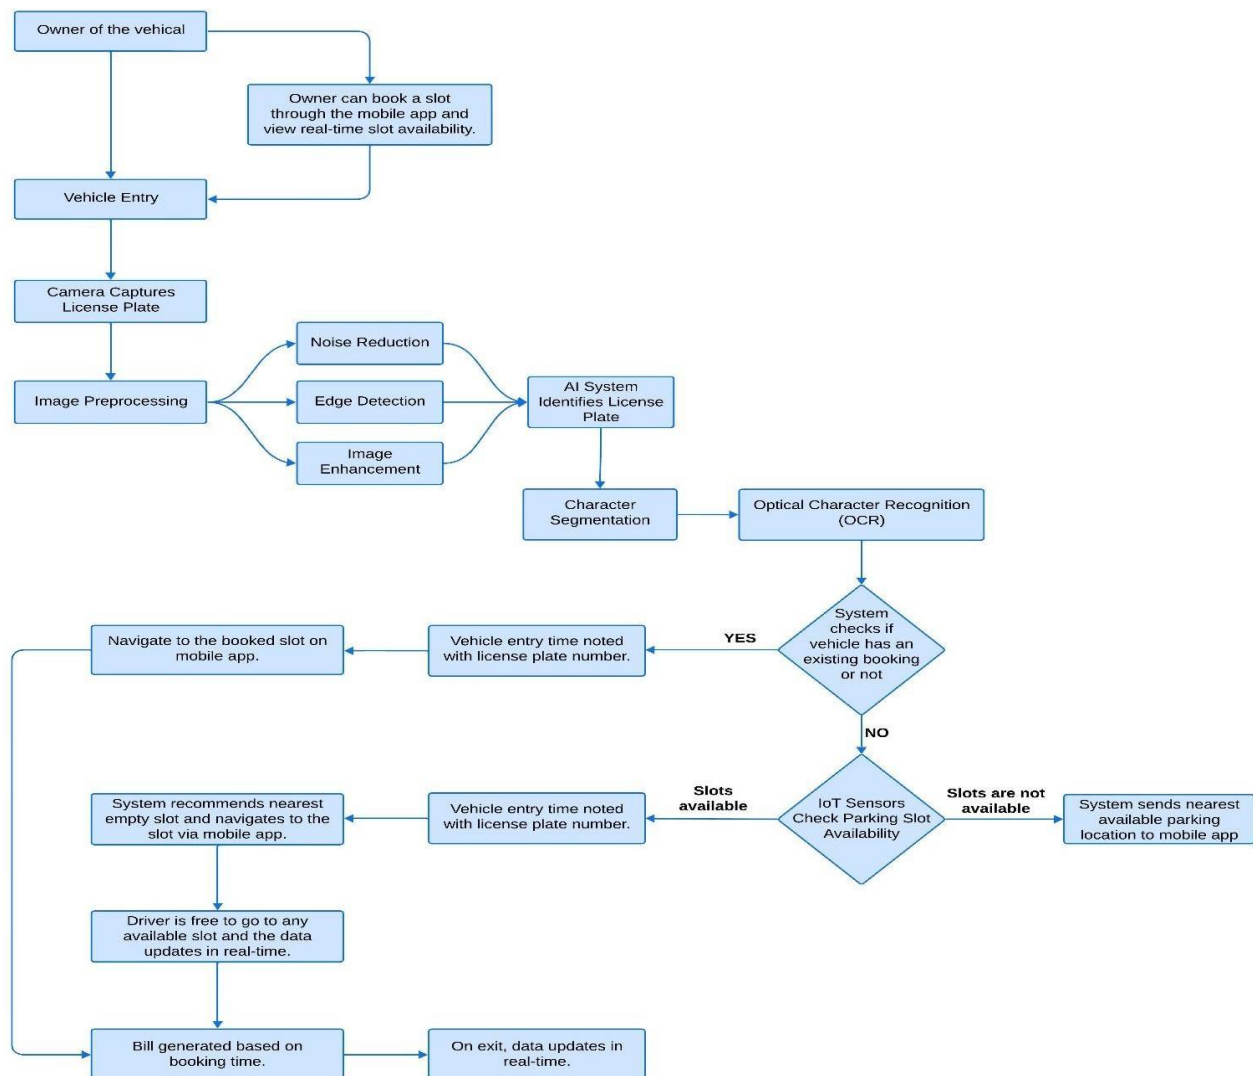 Owner of the vehical
Owner can book a slot
through the mobile app and
view real-time slot availability.
Vehicle Entry
Camera Captures
License Plate
Image Preprocessing
Noise Reduction
Edge Detection
Image
Enhancement
AI System
Identifies License
Plate
Character
Segmentation
Optical Character Recognition
(OCR)
System
checks if
vehicle has an
existing booking
or not
YES
Vehicle entry time noted
with license plate number.
Navigate to the booked slot on
mobile app.
NO
IoT Sensors
Check Parking Slot
Availability
Slots
available
Slots are not
available
System sends nearest
available parking
location to mobile app
Vehicle entry time noted
with license plate number.
System recommends nearest
empty slot and navigates to the
slot via mobile app.
Driver is free to go to any
available slot and the data
updates in real-time.
Bill generated based on
booking time.
On exit, data updates in
real-time.